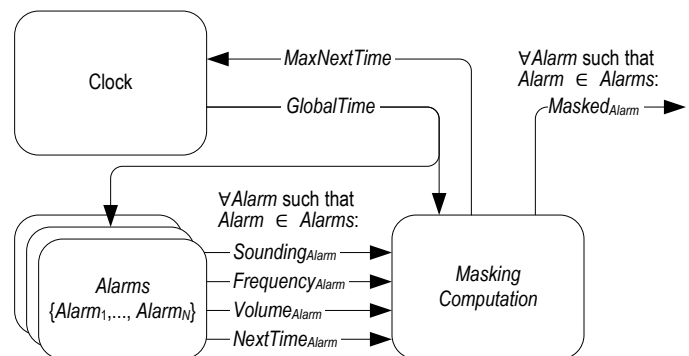 MaxNextTime
∀Alarm such that
Alarm ∈ Alarms:
Clock
MaskedAlarm
GlobalTime
∀Alarm such that
Alarm ∈ Alarms:
SoundingAlarm
Alarms
{Alarm1,..., AlarmN}
FrequencyAlarm
VolumeAlarm
NextTimeAlarm
Masking
Computation